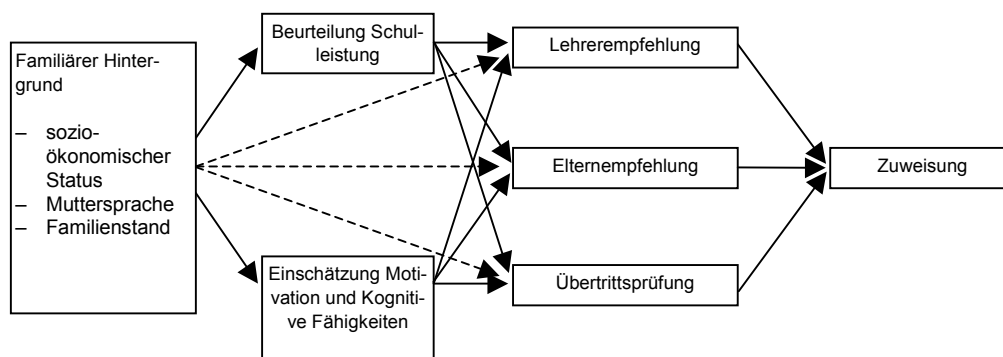 Familiärer Hinter-
grund
– sozio-
ökonomischer
Status
– Muttersprache
– Familienstand
Beurteilung Schul-
leistung
Einschätzung Moti-
vation und Kogniti-
ve Fähigkeiten
Lehrerempfehlung
Elternempfehlung
Übertrittsprüfung
Zuweisung